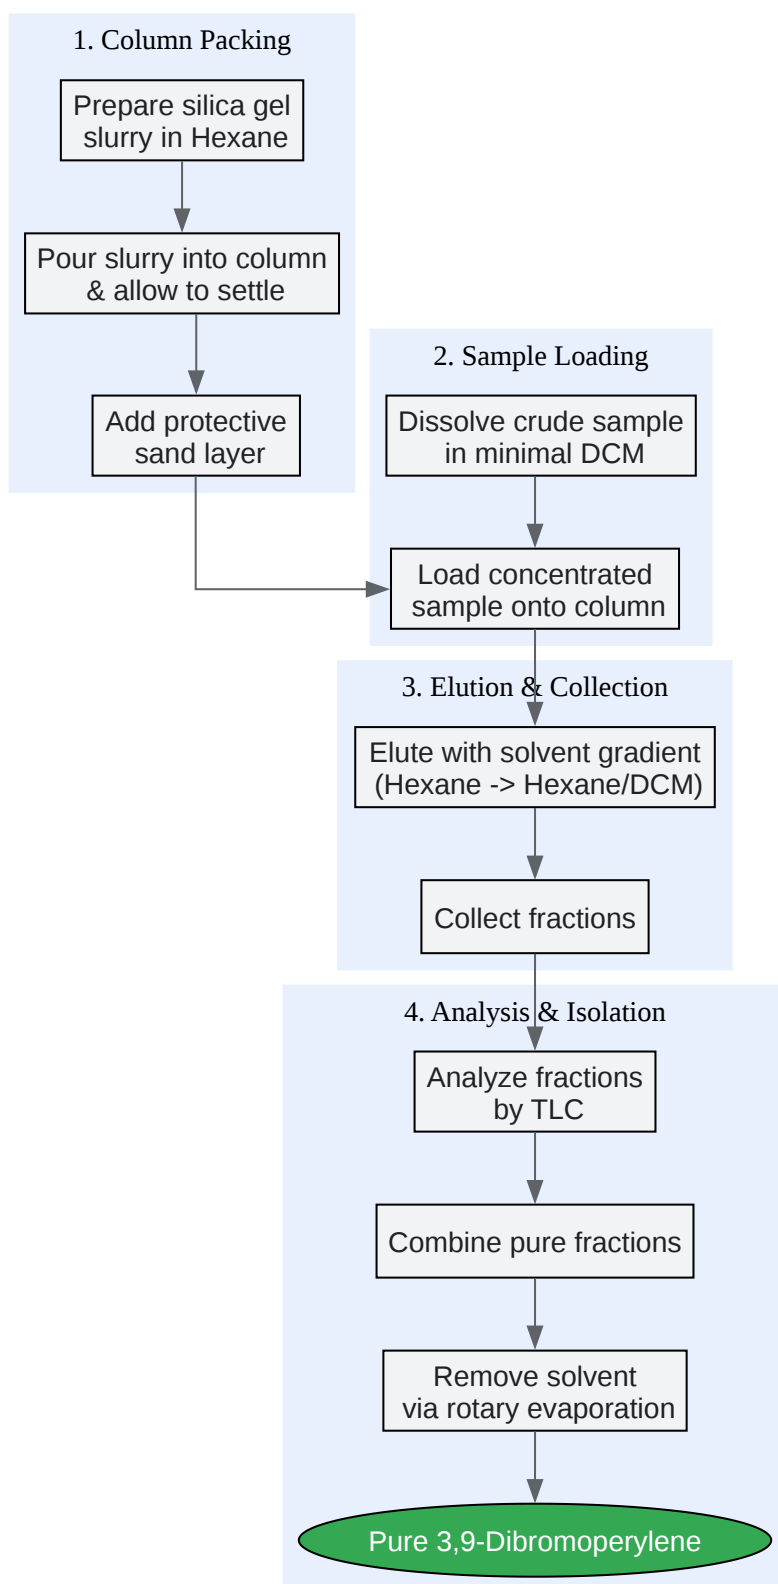 1. Column Packing
Prepare silica gel
slurry in Hexane
Pour slurry into column
& allow to settle
Add protective
sand layer
2. Sample Loading
Dissolve crude sample
in minimal DCM
Load concentrated
sample onto column
3. Elution & Collection
Elute with solvent gradient
(Hexane -> Hexane/DCM)
Collect fractions
4. Analysis & Isolation
Analyze fractions
by TLC
Combine pure fractions
Remove solvent
via rotary evaporation
Pure 3,9-Dibromoperylene